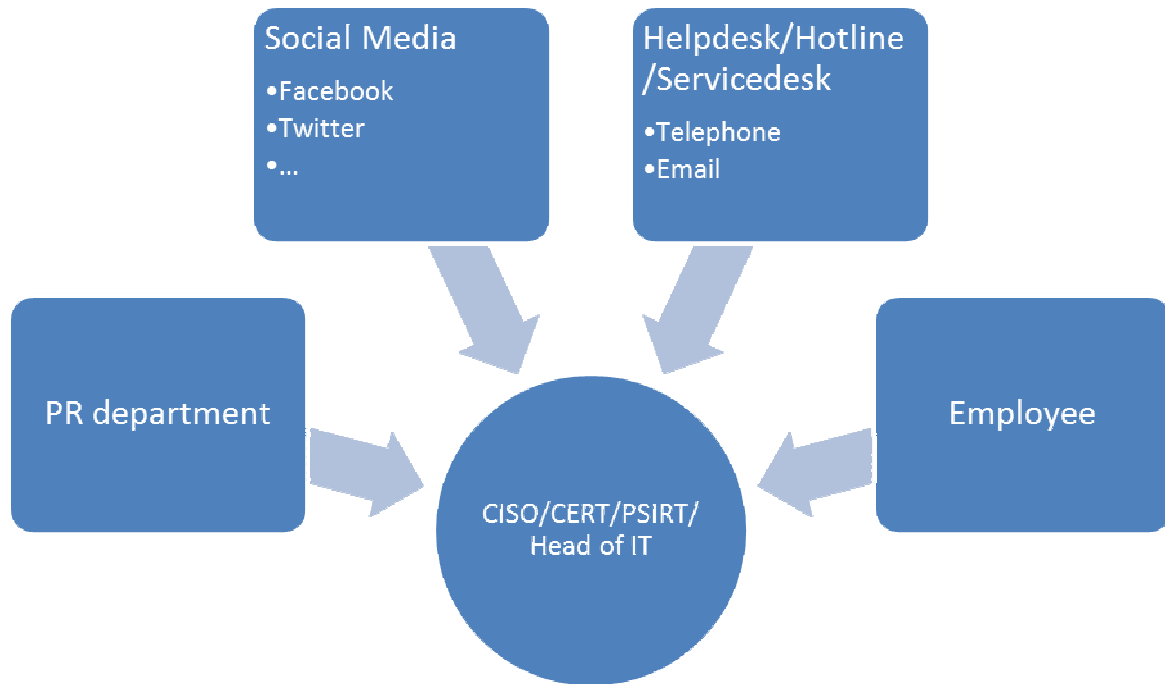 Social Media
•Facebook
•Twitter
•...
Helpdesk/Hotline
/Servicedesk
•Telephone
•Email
PR department
Employee
CISO/CERT/PSIRT/
Head of IT